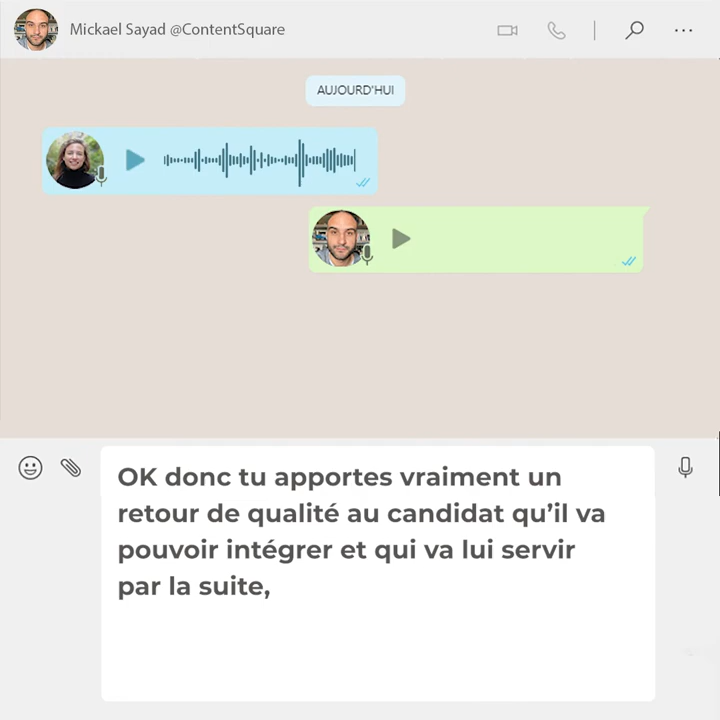 Mickael Sayad @ContentSquare
AUJOURD'HUI
OK donc tu apportes vraiment un
retour de qualité au candidat qu’il va
pouvoir intégrer et qui va lui servir
par la suite,